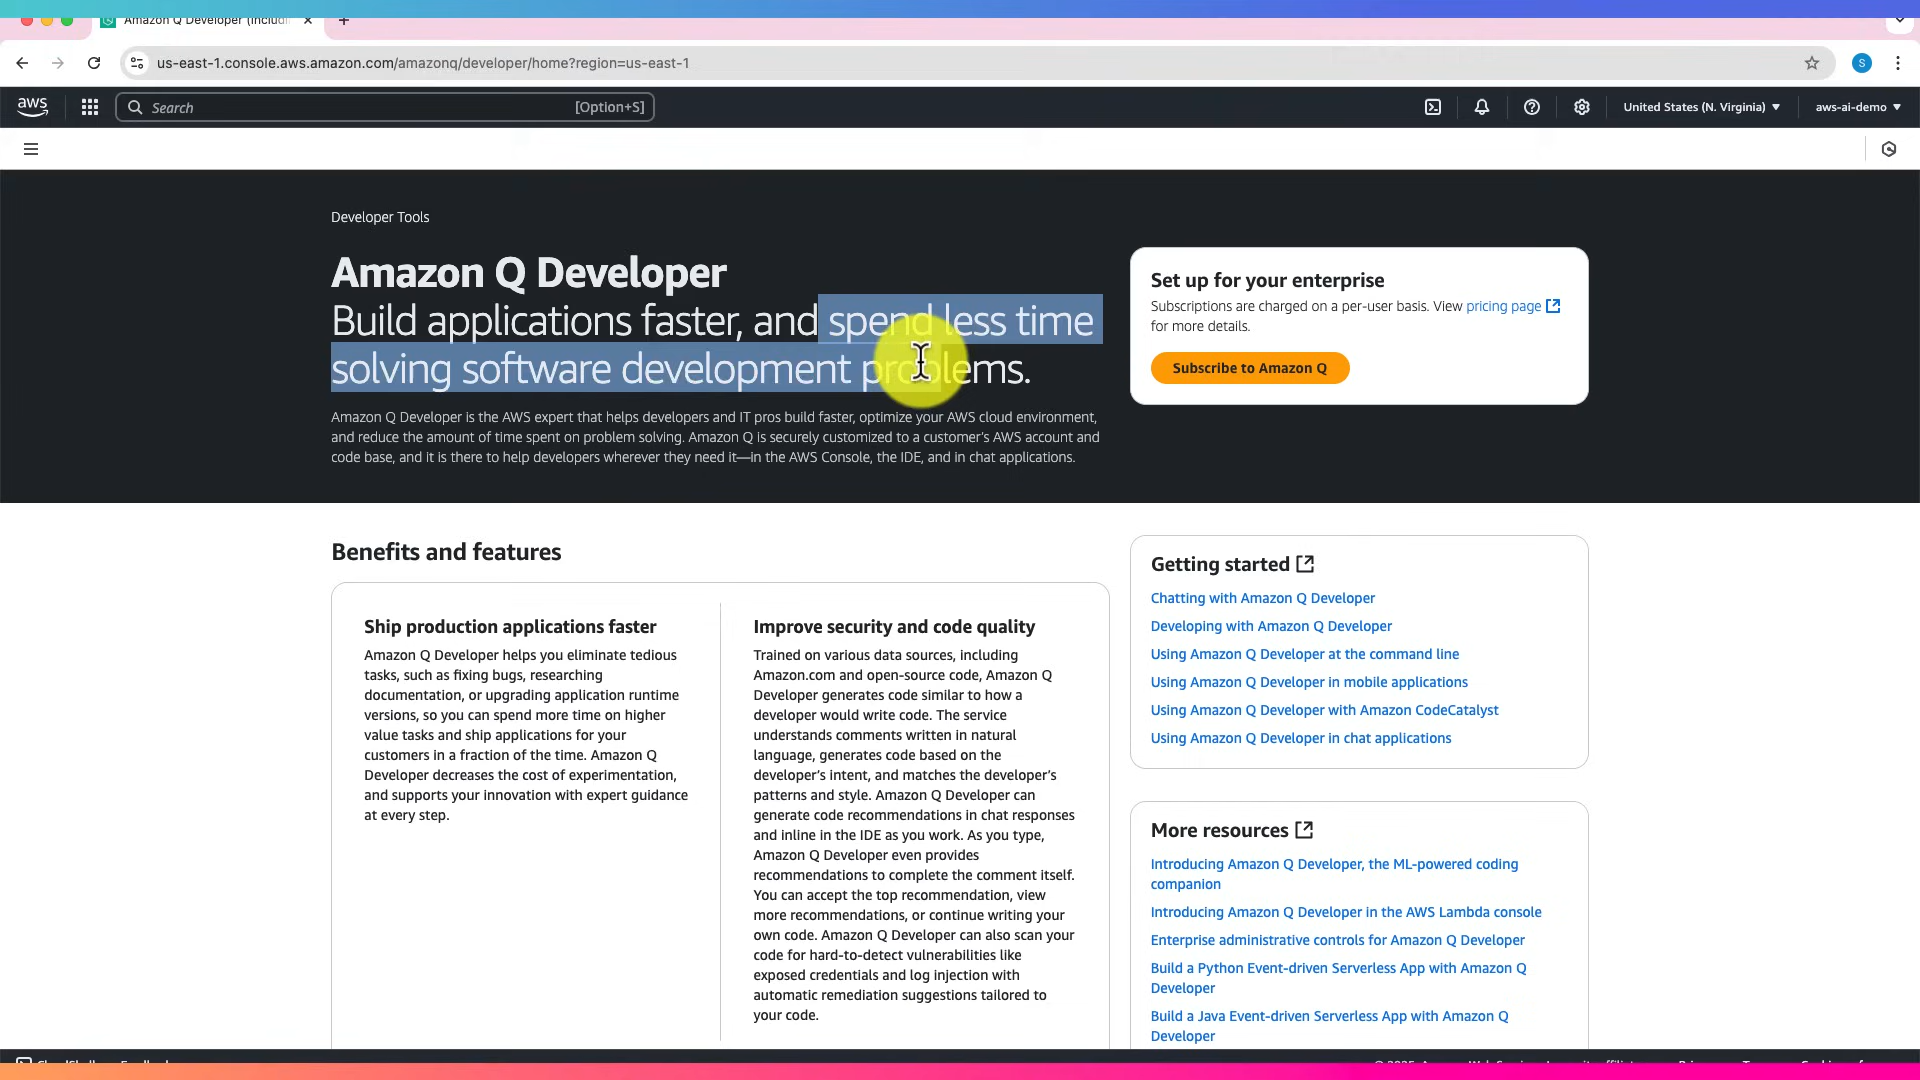 Amazon Q Developer (Includi
us-east-1.console.aws.amazon.com/amazonq/developer/home?region=us-east-1
S
aws
Search
[Option+S]
United States (N. Virginia)
aws-ai-demo
Developer Tools
Amazon Q Developer
Build applications faster, and spend less time
solving software development problems.
Amazon Q Developer is the AWS expert that helps developers and IT pros build faster, optimize your AWS cloud environment,
and reduce the amount of time spent on problem solving. Amazon Q is securely customized to a customer's AWS account and
code base, and it is there to help developers wherever they need it—in the AWS Console, the IDE, and in chat applications.
Set up for your enterprise
Subscriptions are charged on a per-user basis. View pricing page
for more details.
Subscribe to Amazon Q
Benefits and features
Ship production applications faster
Amazon Q Developer helps you eliminate tedious
tasks, such as fixing bugs, researching
documentation, or upgrading application runtime
versions, so you can spend more time on higher
value tasks and ship applications for your
customers in a fraction of the time. Amazon Q
Developer decreases the cost of experimentation,
and supports your innovation with expert guidance
at every step.
Improve security and code quality
Trained on various data sources, including
Amazon.com and open-source code, Amazon Q
Developer generates code similar to how a
developer would write code. The service
understands comments written in natural
language, generates code based on the
developer's intent, and matches the developer's
patterns and style. Amazon Q Developer can
generate code recommendations in chat responses
and inline in the IDE as you work. As you type,
Amazon Q Developer even provides
recommendations to complete the comment itself.
You can accept the top recommendation, view
more recommendations, or continue writing your
own code. Amazon Q Developer can also scan your
code for hard-to-detect vulnerabilities like
exposed credentials and log injection with
automatic remediation suggestions tailored to
your code.
Getting started
Chatting with Amazon Q Developer
Developing with Amazon Q Developer
Using Amazon Q Developer at the command line
Using Amazon Q Developer in mobile applications
Using Amazon Q Developer with Amazon CodeCatalyst
Using Amazon Q Developer in chat applications
More resources
Introducing Amazon Q Developer, the ML-powered coding
companion
Introducing Amazon Q Developer in the AWS Lambda console
Enterprise administrative controls for Amazon Q Developer
Build a Python Event-driven Serverless App with Amazon Q
Developer
Build a Java Event-driven Serverless App with Amazon Q
Developer